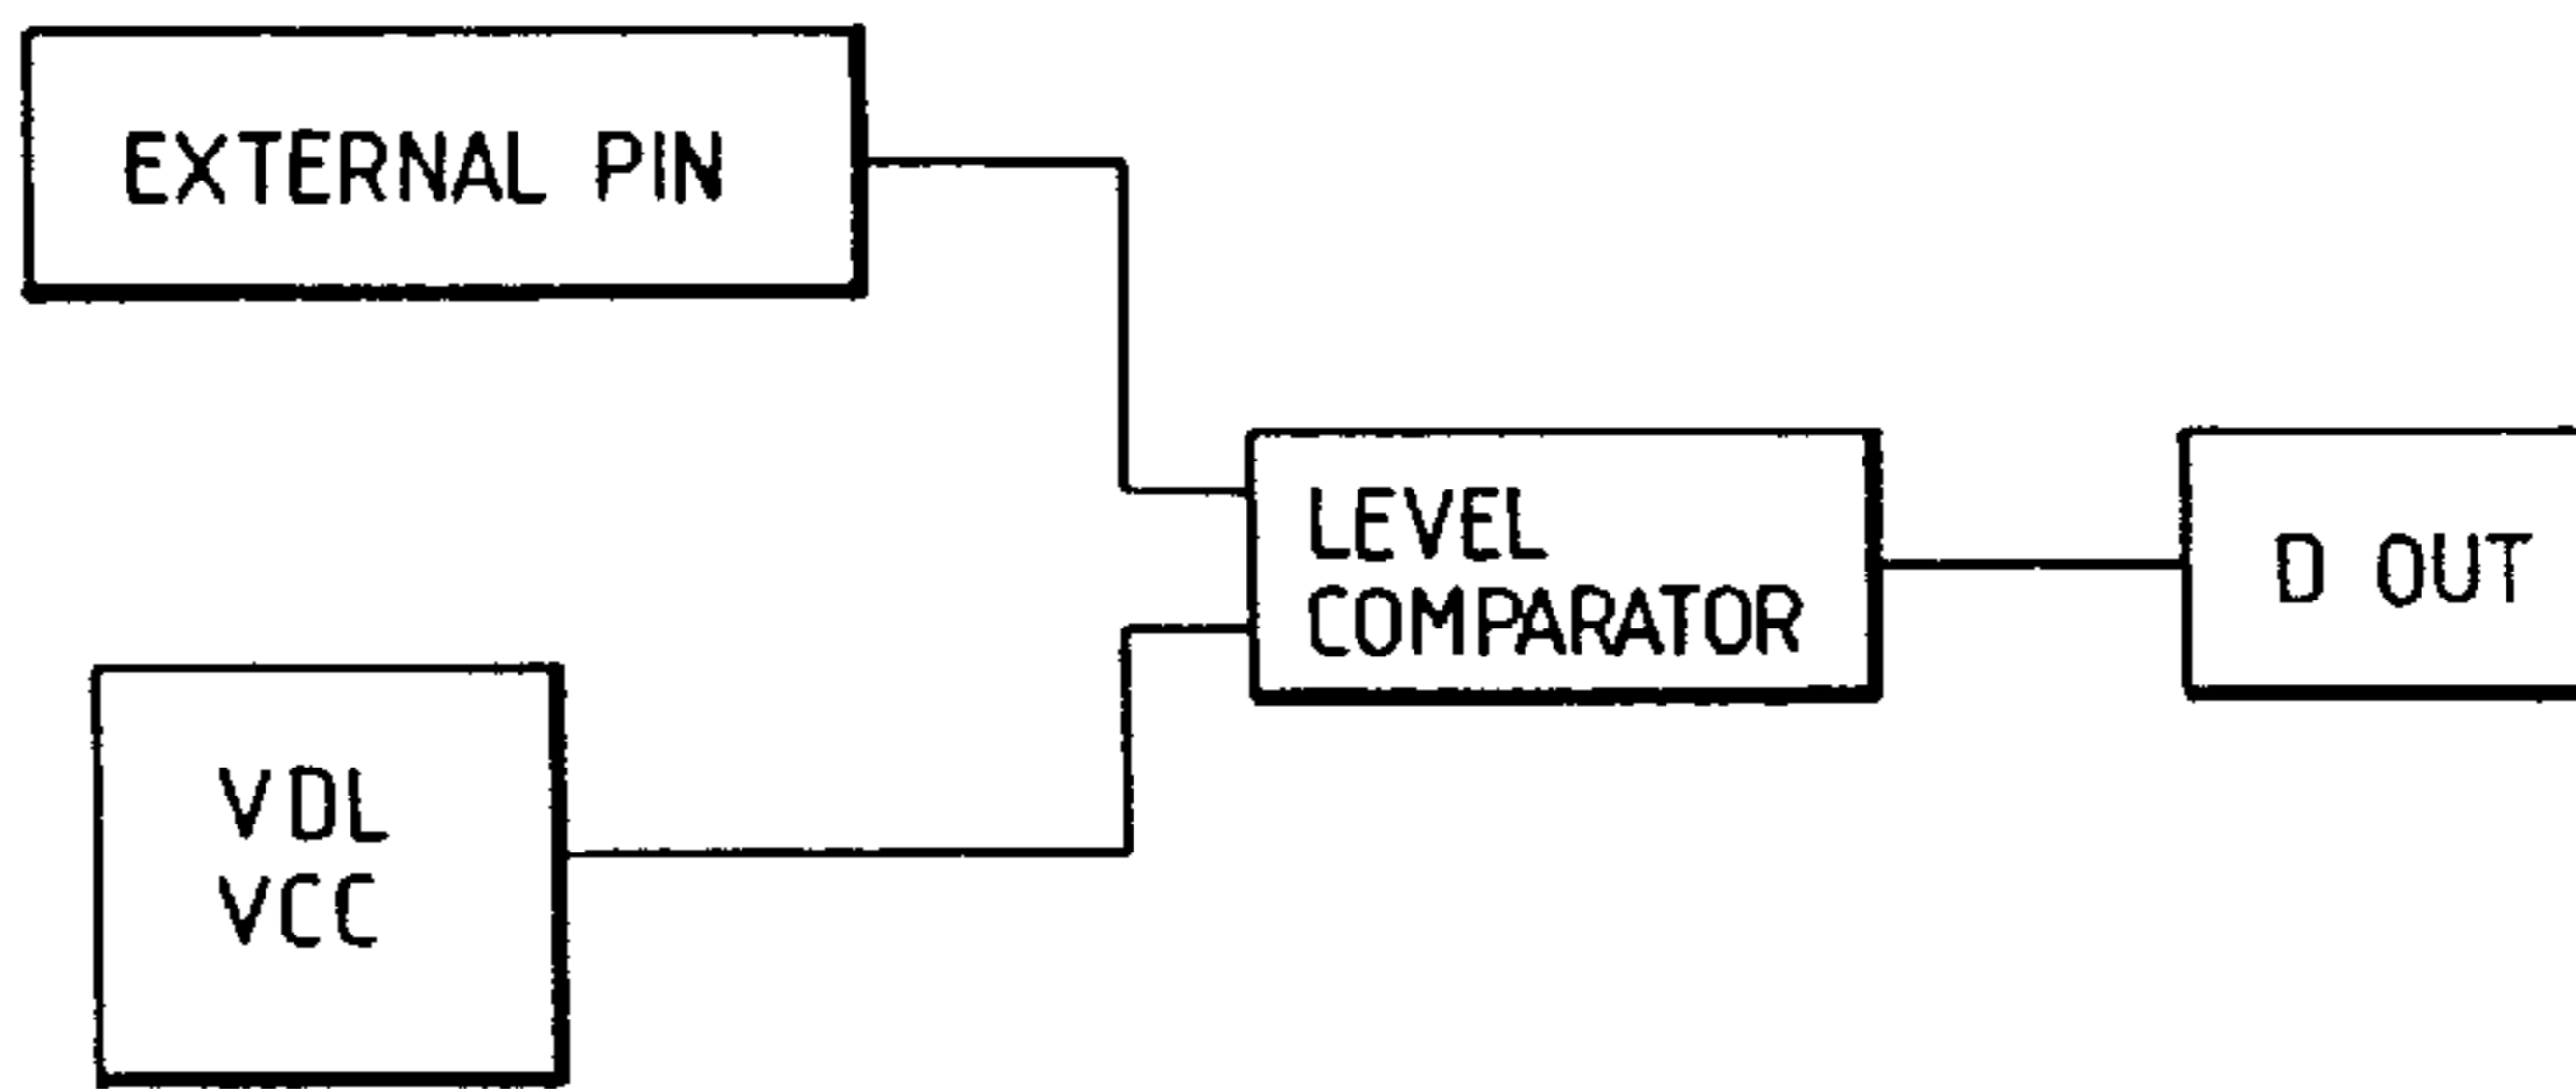 EXTERNAL PIN
LEVEL
COMPARATOR
D OUT
VDL
VCC